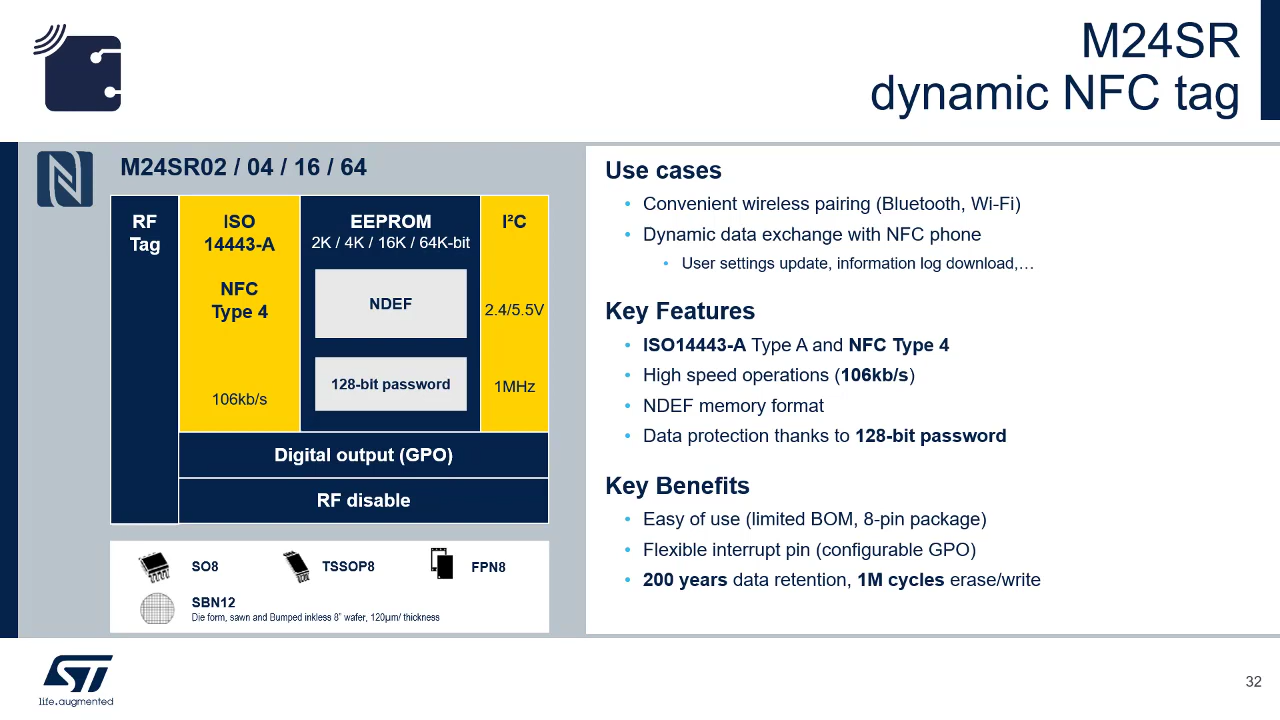 M24SR
dynamic NFC tag
M24SR02 / 04 / 16 / 64
RF
Tag
ISO
14443-A
NFC
Type 4
106kb/s
EEPROM
2K / 4K / 16K / 64K-bit
NDEF
128-bit password
I²C
2.4/5.5V
1MHz
Digital output (GPO)
RF disable
SO8
TSSOP8
FPN8
SBN12
Die form, sawn and Bumped inkless 8" wafer, 120µm/ thickness
Use cases
• Convenient wireless pairing (Bluetooth, Wi-Fi)
• Dynamic data exchange with NFC phone
• User settings update, information log download,…
Key Features
• ISO14443-A Type A and NFC Type 4
• High speed operations (106kb/s)
• NDEF memory format
• Data protection thanks to 128-bit password
Key Benefits
• Easy of use (limited BOM, 8-pin package)
• Flexible interrupt pin (configurable GPO)
• 200 years data retention, 1M cycles erase/write
ST
life.augmented
32